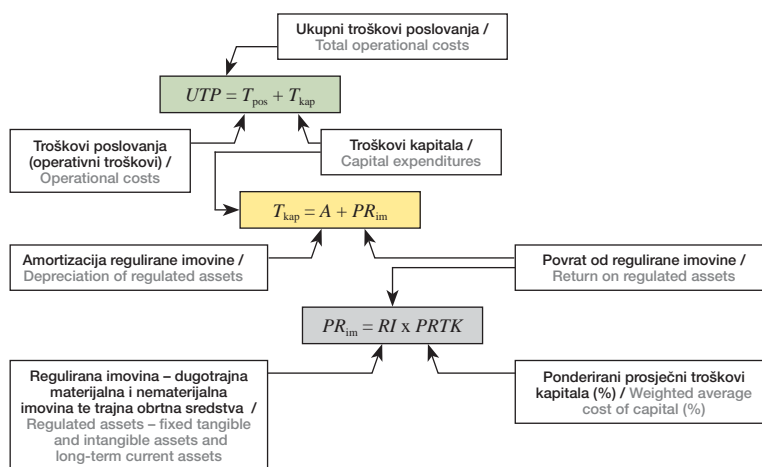 Ukupni troškovi poslovanja /
Total operational costs
UTP = T_pos + T_kap
Troškovi poslovanja
(operativni troškovi) /
Operational costs
Troškovi kapitala /
Capital expenditures
T_kap = A + PR_im
Amortizacija regulirane imovine /
Depreciation of regulated assets
Povrat od regulirane imovine /
Return on regulated assets
PR_im = RI x PRTK
Regulirana imovina – dugotrajna
materijalna i nematerijalna
imovina te trajna obrtna sredstva /
Regulated assets – fixed tangible
and intangible assets and
long-term current assets
Ponderirani prosječni troškovi
kapitala (%) / Weighted average
cost of capital (%)